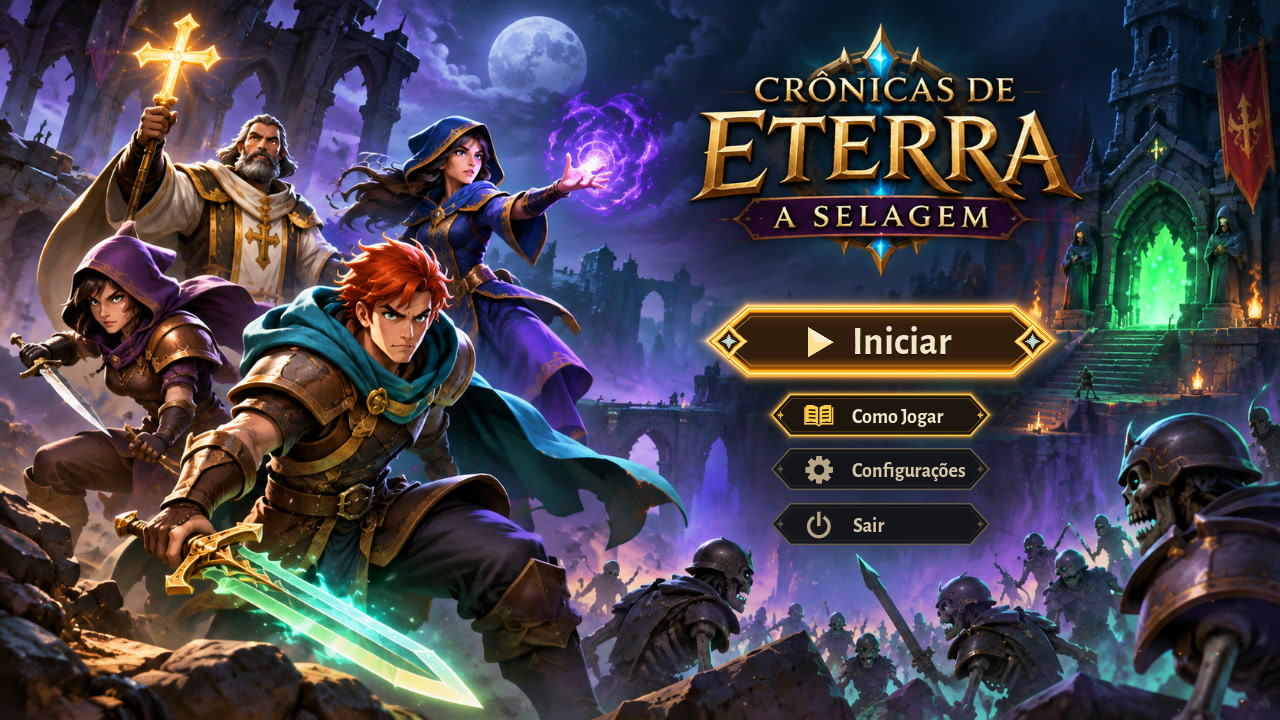 CRÔNICAS DE
ETERRA
A SELAGEM
Iniciar
Como Jogar
Configurações
Sair